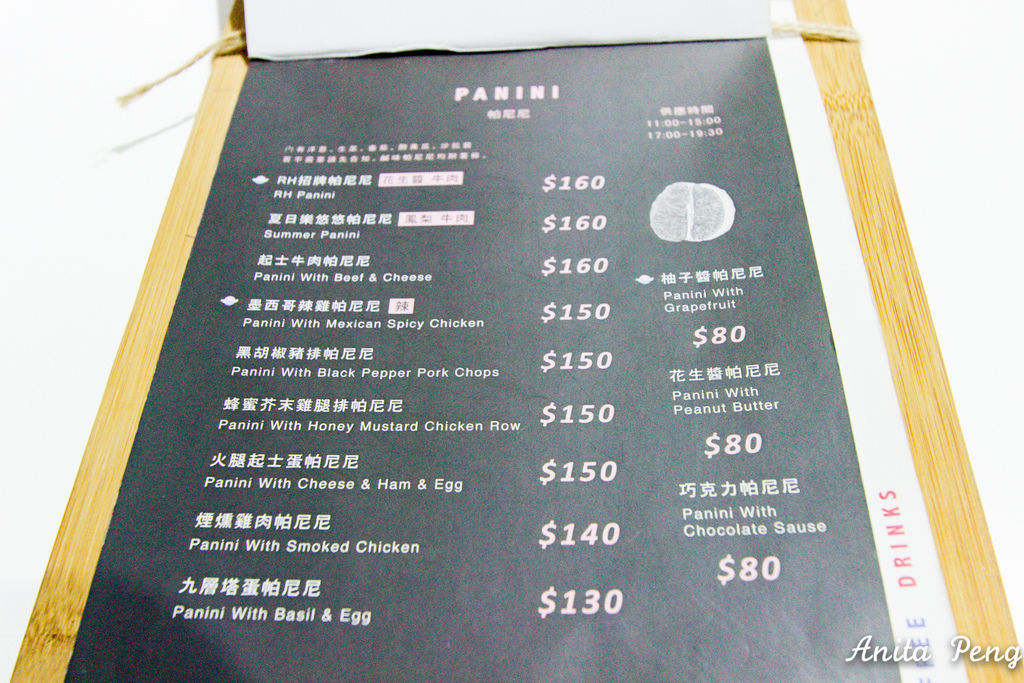 PANINI
帕尼尼
供應時間
11:00~15:00
17:00~19:30
RH招牌帕尼尼 花生醬 牛肉 $160
RH Panini
夏日樂悠悠帕尼尼 鳳梨 牛肉 $160
Summer Panini
起士牛肉帕尼尼 $160
Panini With Beef & Cheese
墨西哥辣雞帕尼尼 辣 $150
Panini With Mexican Spicy Chicken
黑胡椒豬排帕尼尼 $150
Panini With Black Pepper Pork Chops
蜂蜜芥末雞腿排帕尼尼 $150
Panini With Honey Mustard Chicken Row
火腿起士蛋帕尼尼 $150
Panini With Cheese & Ham & Egg
煙燻雞肉帕尼尼 $140
Panini With Smoked Chicken
九層塔蛋帕尼尼 $130
Panini With Basil & Egg
柚子醬帕尼尼
Panini With
Grapefruit
$80
花生醬帕尼尼
Panini With
Peanut Butter
$80
巧克力帕尼尼
Panini With
Chocolate Sause
$80
DRINKS
Anita Peng